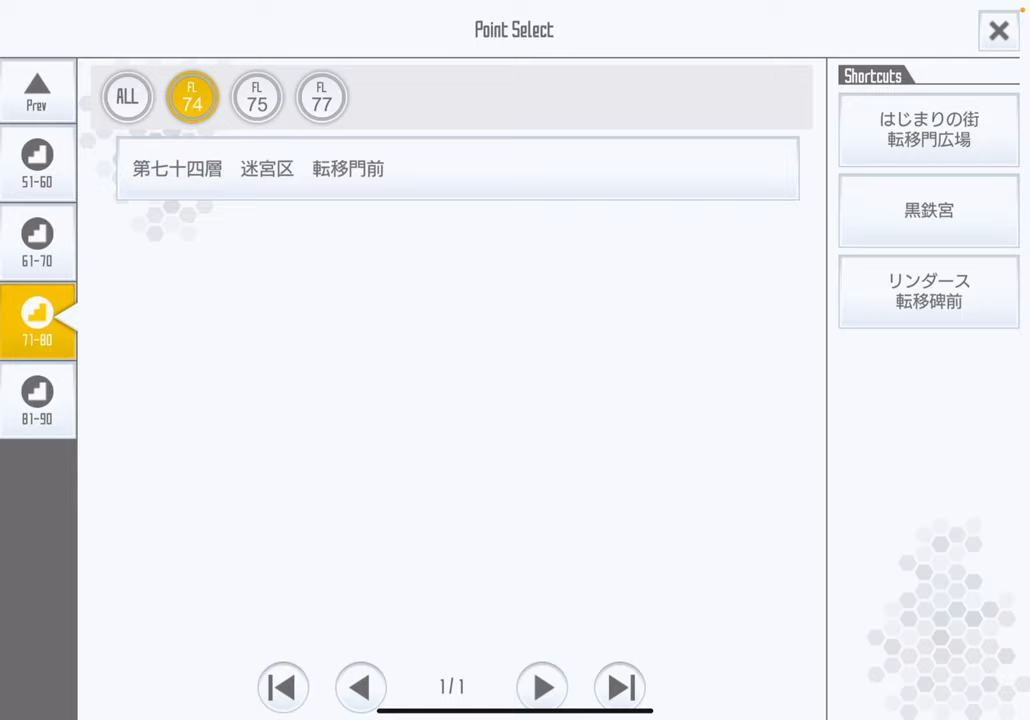 Point Select
Prev
51-60
61-70
71-80
81-90
ALL
FL
74
FL
75
FL
77
第七十四層　迷宮区　転移門前
1/1
Shortcuts
はじまりの街
転移門広場
黒鉄宮
リンダース
転移碑前